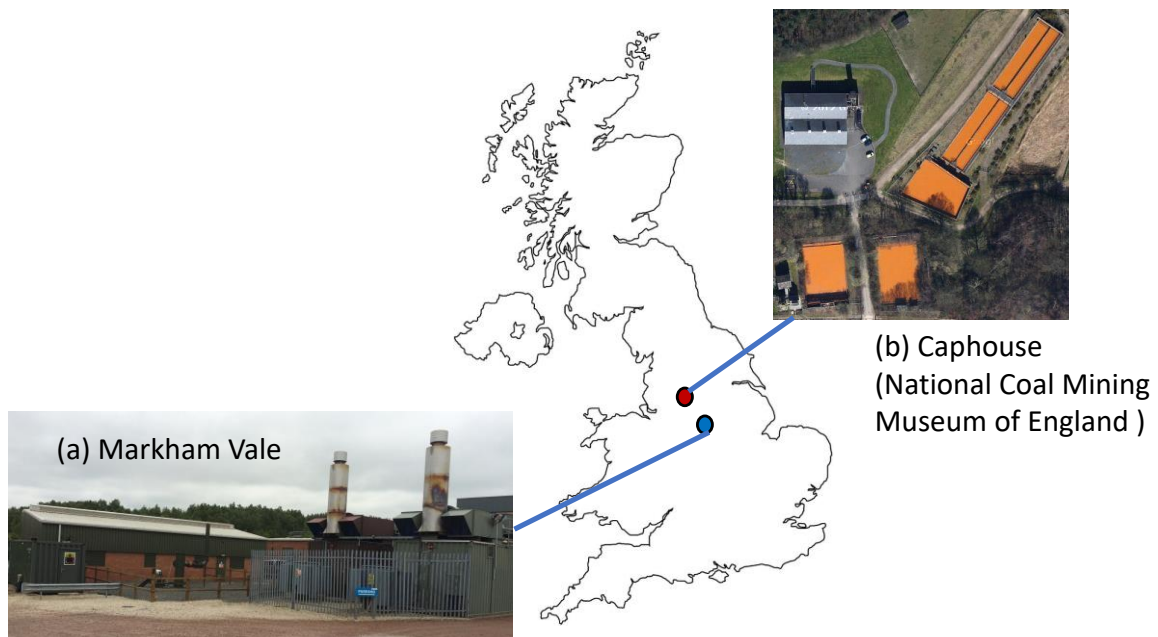 (a) Markham Vale
(b) Caphouse
(National Coal Mining
Museum of England )